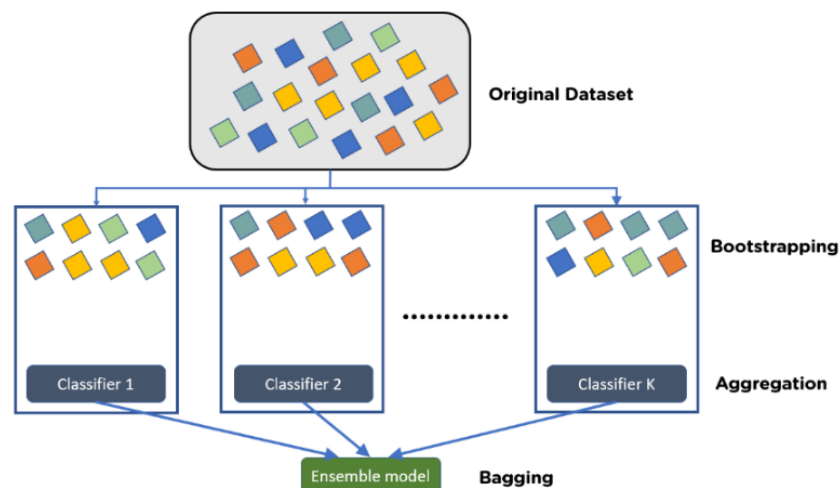 Original Dataset
Bootstrapping
.............
Classifier 1
Classifier 2
Classifier K
Aggregation
Ensemble model
Bagging